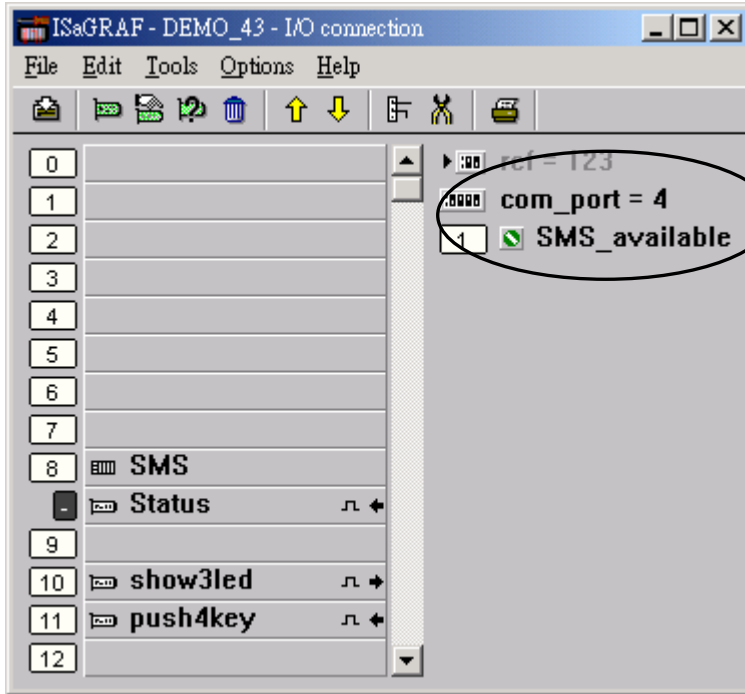 ISaGRAF - DEMO_43 - I/O connection
File Edit Tools Options Help
0
1
2
3
4
5
6
7
8 SMS
- Status
9
10 show3led
11 push4key
12
ref = 123
com_port = 4
1 SMS_available